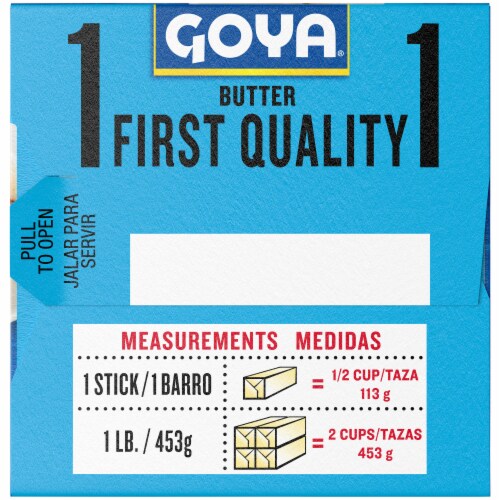 GOYA®
1 1
BUTTER
FIRST QUALITY
PULL
TO OPEN
JALAR PARA
SERVIR
MEASUREMENTS MEDIDAS
1 STICK/1 BARRO = 1/2 CUP/TAZA
113 g
1 LB. / 453g = 2 CUPS/TAZAS
453 g